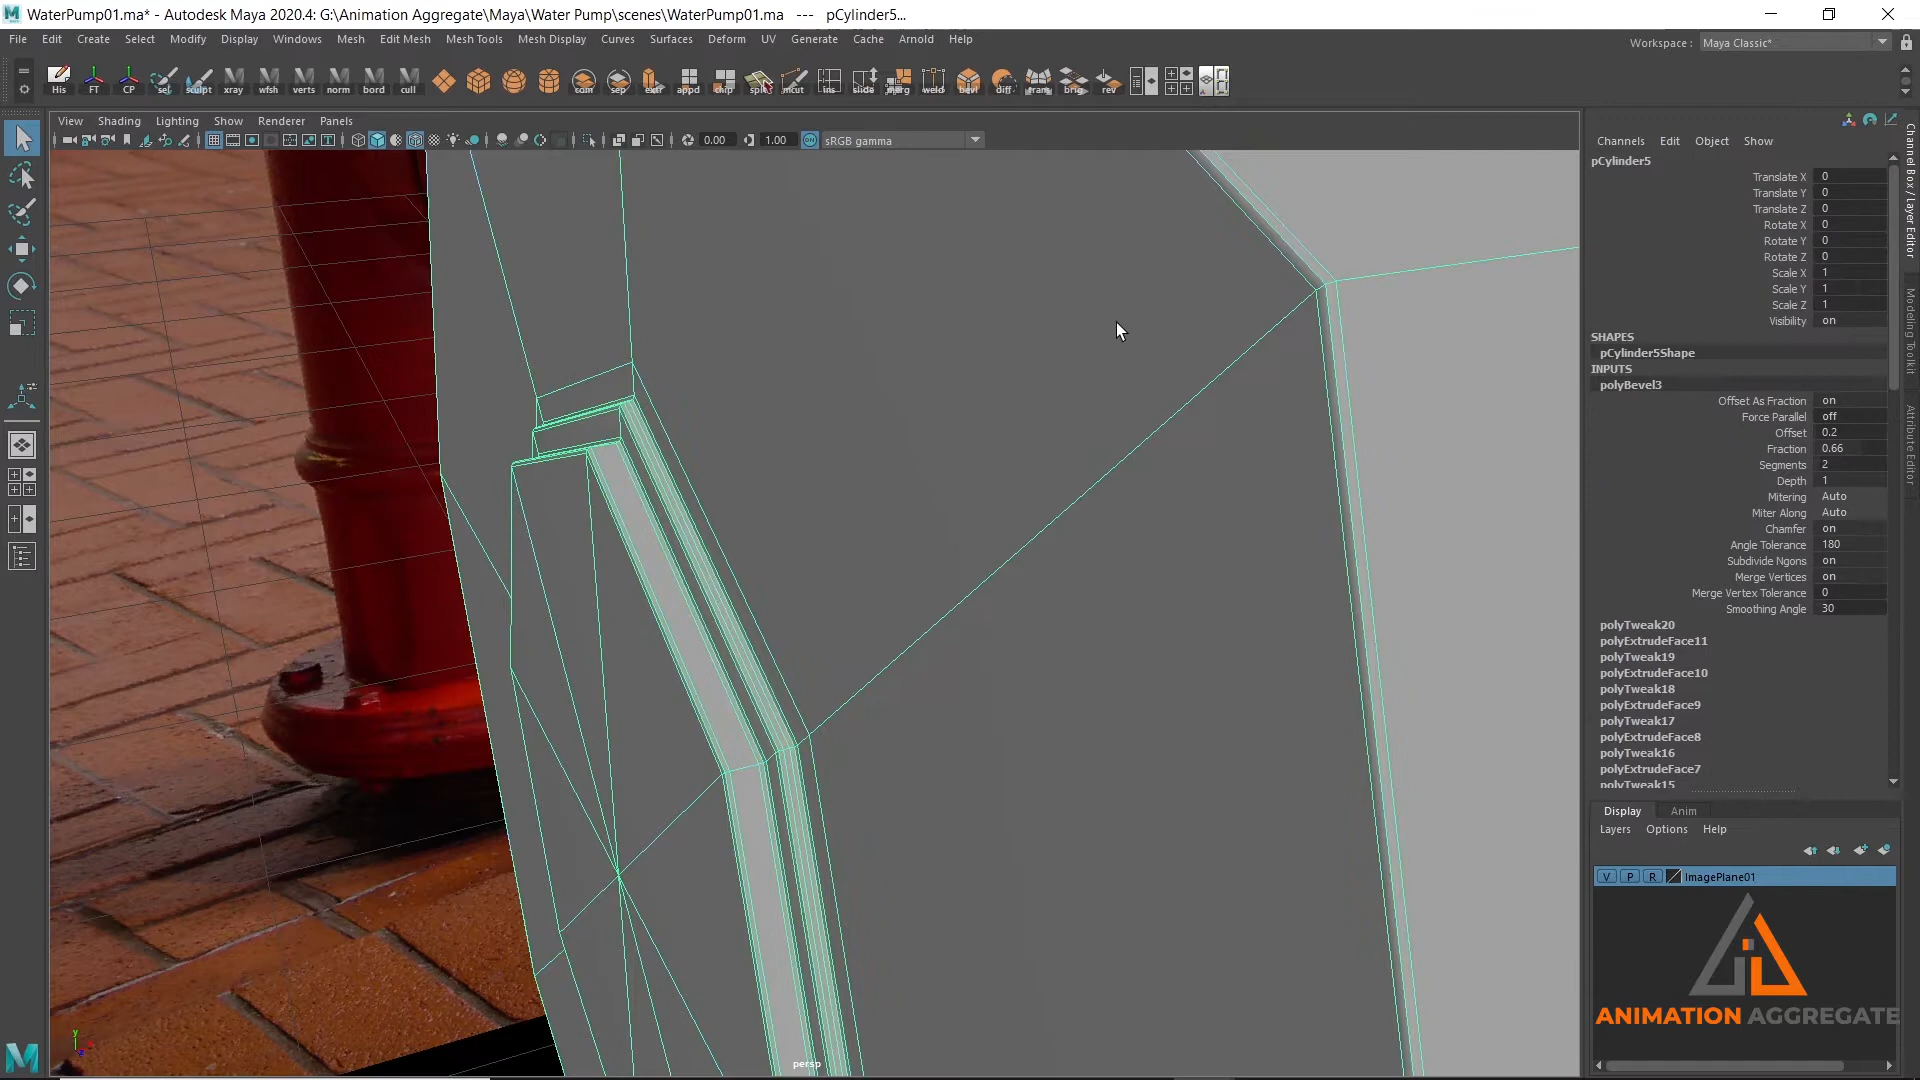 WaterPump01.ma* - Autodesk Maya 2020.4: G:\Animation Aggregate\Maya\Water Pump\scenes\WaterPump01.ma --- pCylinder5...
File Edit Create Select Modify Display Windows Mesh Edit Mesh Mesh Tools Mesh Display Curves Surfaces Deform UV Generate Cache Arnold Help
Workspace : Maya Classic*
His FT CP sel sculpt xray wfsh verts norm bord cull com sep extr appd chip split mcut ins slide merg weld bevl diff trans brig rev
View Shading Lighting Show Renderer Panels
0.00 1.00 sRGB gamma
Channels Edit Object Show
pCylinder5
Translate X 0
Translate Y 0
Translate Z 0
Rotate X 0
Rotate Y 0
Rotate Z 0
Scale X 1
Scale Y 1
Scale Z 1
Visibility on
SHAPES
pCylinder5Shape
INPUTS
polyBevel3
Offset As Fraction on
Force Parallel off
Offset 0.2
Fraction 0.66
Segments 2
Depth 1
Mitering Auto
Miter Along Auto
Chamfer on
Angle Tolerance 180
Subdivide Ngons on
Merge Vertices on
Merge Vertex Tolerance 0
Smoothing Angle 30
polyTweak20
polyExtrudeFace11
polyTweak19
polyExtrudeFace10
polyTweak18
polyExtrudeFace9
polyTweak17
polyExtrudeFace8
polyTweak16
polyExtrudeFace7
polyTweak15
Channel Box / Layer Editor
Modeling Toolkit
Attribute Editor
Display Anim
Layers Options Help
V P R ImagePlane01
ANIMATION AGGREGATE
persp
y